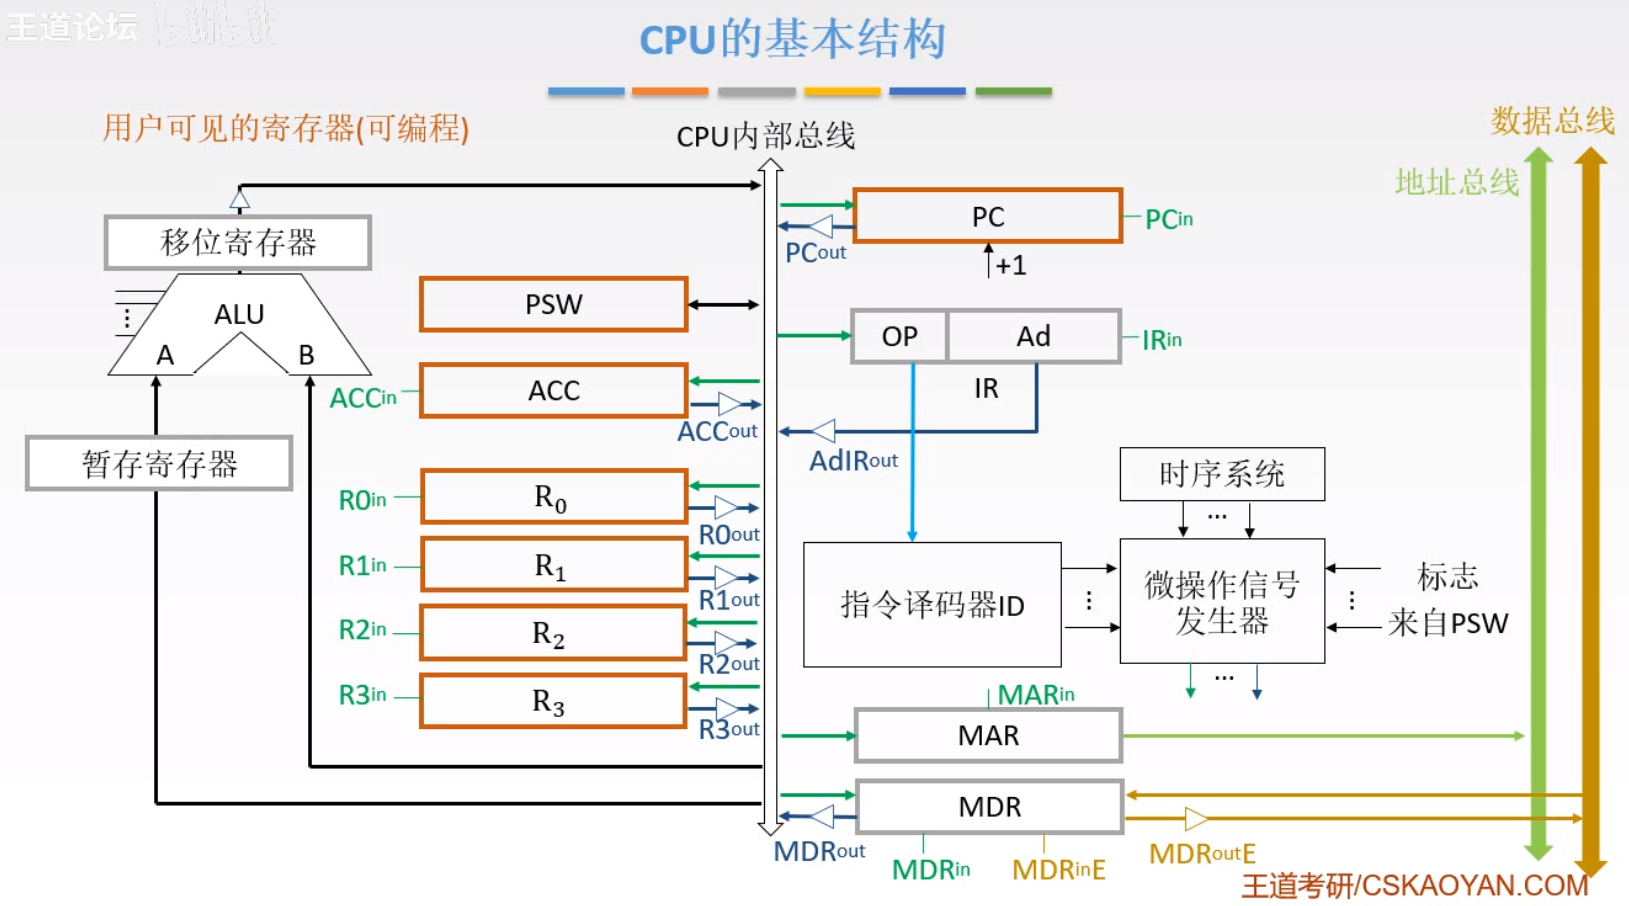 王道论坛 bilibili
CPU的基本结构
用户可见的寄存器(可编程)
CPU内部总线
数据总线
地址总线
移位寄存器
ALU
A
B
暂存寄存器
PSW
ACC
ACCin
ACCout
R0
R0in
R0out
R1
R1in
R1out
R2
R2in
R2out
R3
R3in
R3out
PC
PCin
PCout
+1
OP
Ad
IRin
IR
AdIRout
时序系统
...
指令译码器ID
⋮
微操作信号
发生器
⋮
标志
来自PSW
...
MARin
MAR
MDR
MDRout
MDRin
MDRinE
MDRoutE
王道考研/CSKAOYAN.COM